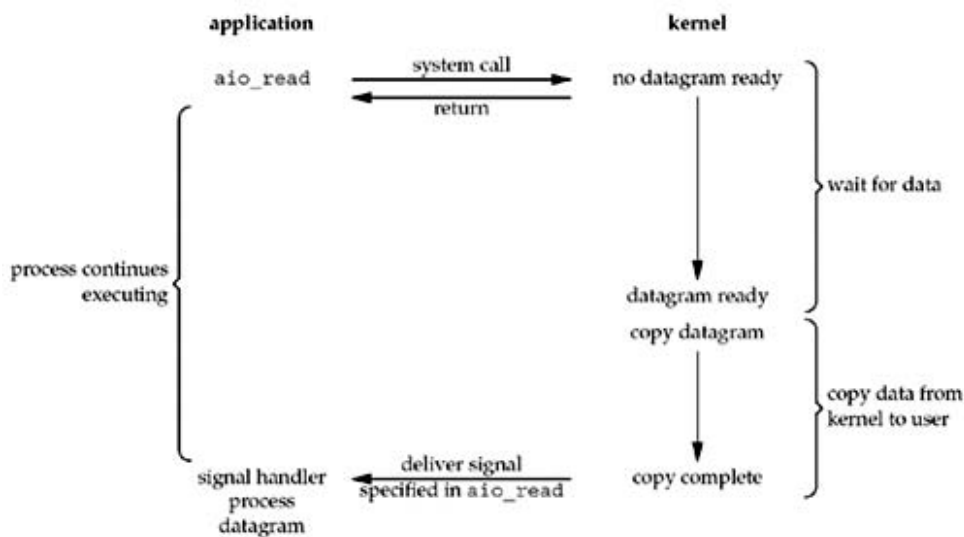 application
kernel
aio_read
system call
no datagram ready
return
wait for data
process continues
executing
datagram ready
copy datagram
copy data from
kernel to user
signal handler
process
datagram
deliver signal
specified in aio_read
copy complete